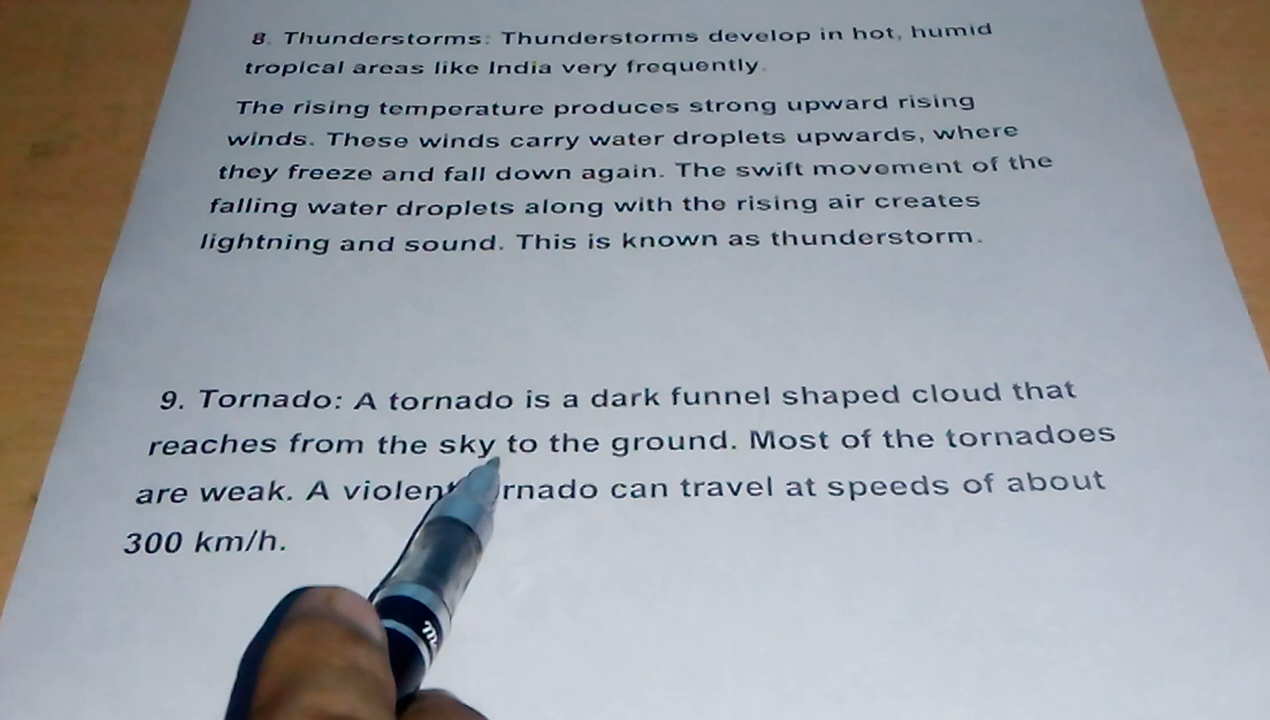 8. Thunderstorms: Thunderstorms develop in hot, humid
tropical areas like India very frequently.
The rising temperature produces strong upward rising
winds. These winds carry water droplets upwards, where
they freeze and fall down again. The swift movement of the
falling water droplets along with the rising air creates
lightning and sound. This is known as thunderstorm.
9. Tornado: A tornado is a dark funnel shaped cloud that
reaches from the sky to the ground. Most of the tornadoes
are weak. A violent rnado can travel at speeds of about
300 km/h.